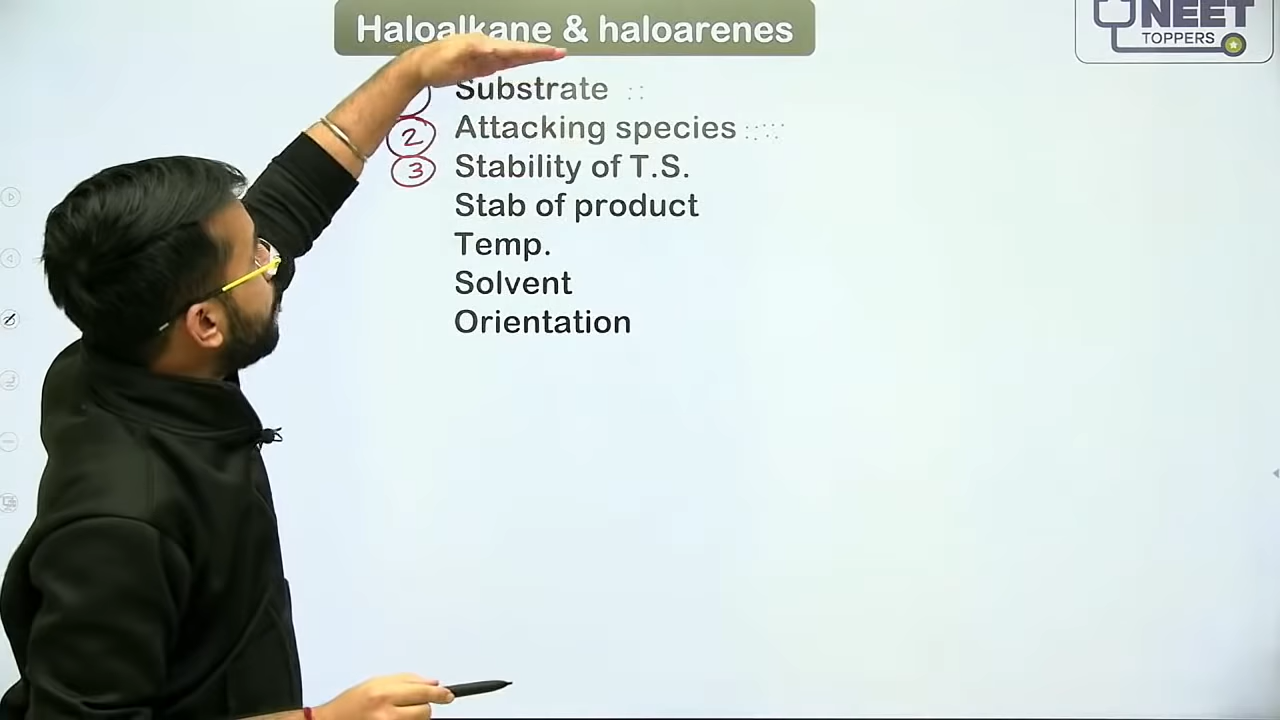 Haloalkane & haloarenes
NEET
TOPPERS
Substrate ::
2 Attacking species
3 Stability of T.S.
Stab of product
Temp.
Solvent
Orientation